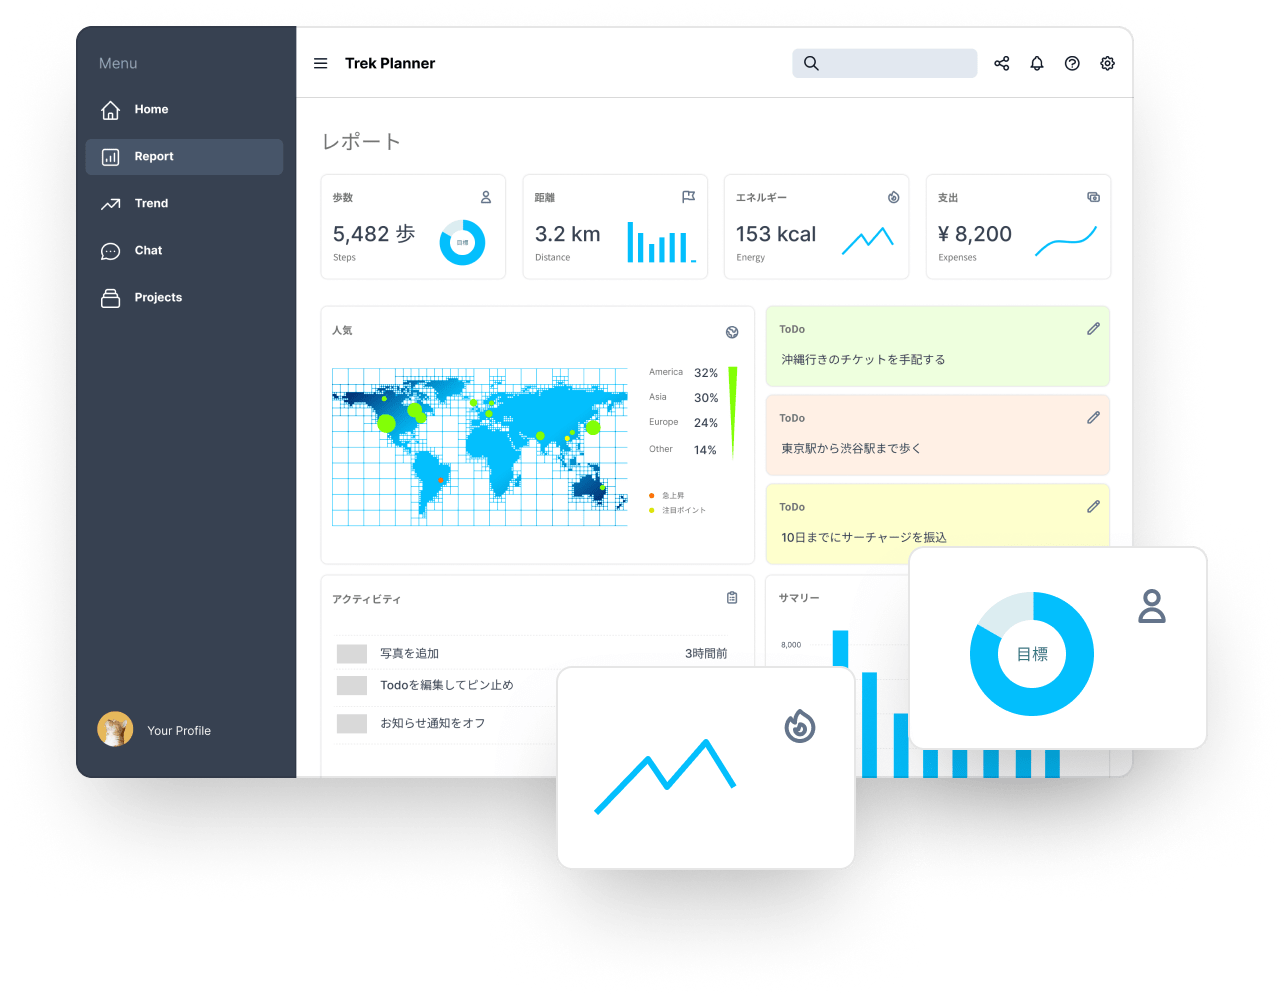 Menu
Home
Report
Trend
Chat
Projects
Your Profile
Trek Planner
レポート
歩数
5,482 歩
Steps
目標
距離
3.2 km
Distance
エネルギー
153 kcal
Energy
支出
¥ 8,200
Expenses
人気
America 32%
Asia 30%
Europe 24%
Other 14%
急上昇
注目ポイント
ToDo
沖縄行きのチケットを手配する
ToDo
東京駅から渋谷駅まで歩く
ToDo
10日までにサーチャージを振込
アクティビティ
写真を追加 3時間前
Todoを編集してピン止め
お知らせ通知をオフ
サマリー
8,000
目標